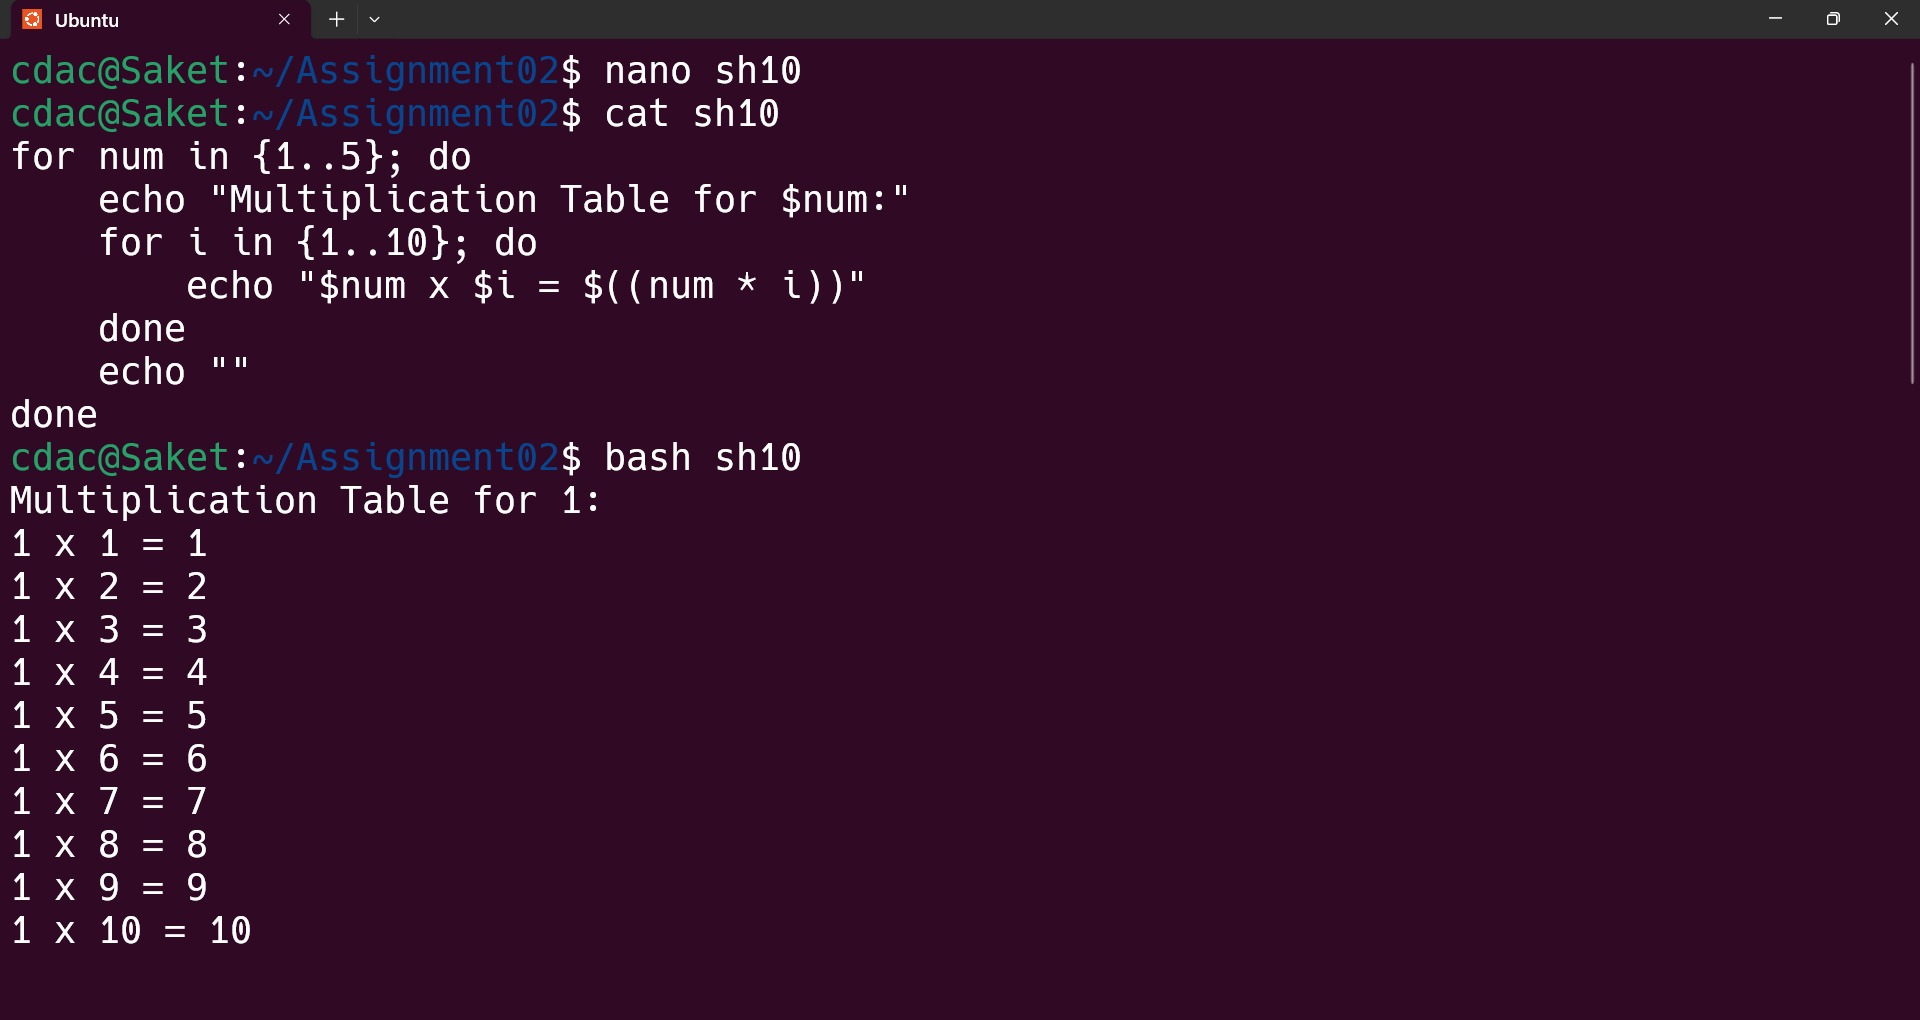 Ubuntu
cdac@Saket:~/Assignment02$ nano sh10
cdac@Saket:~/Assignment02$ cat sh10
for num in {1..5}; do
    echo "Multiplication Table for $num:"
    for i in {1..10}; do
        echo "$num x $i = $((num * i))"
    done
    echo ""
done
cdac@Saket:~/Assignment02$ bash sh10
Multiplication Table for 1:
1 x 1 = 1
1 x 2 = 2
1 x 3 = 3
1 x 4 = 4
1 x 5 = 5
1 x 6 = 6
1 x 7 = 7
1 x 8 = 8
1 x 9 = 9
1 x 10 = 10